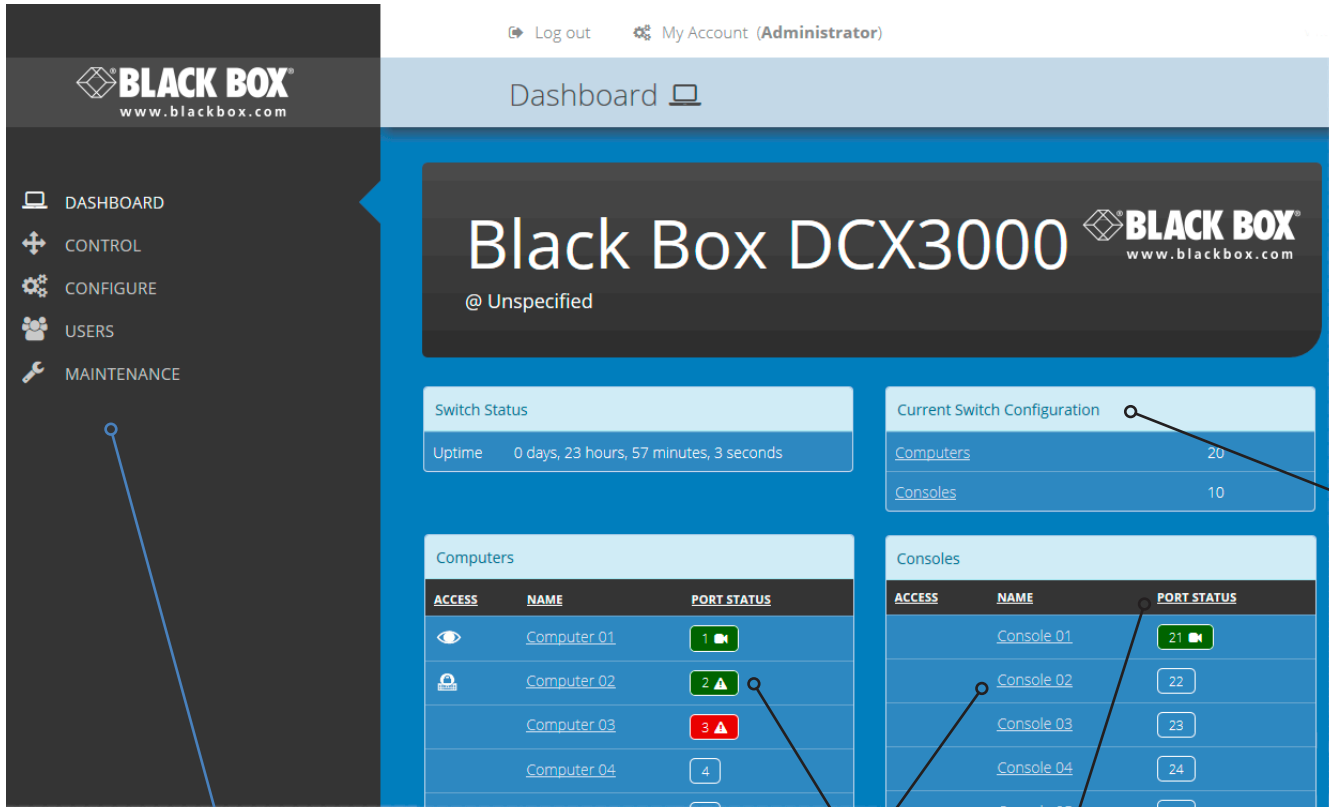 Log out My Account (Administrator)
BLACK BOX®
www.blackbox.com
Dashboard
DASHBOARD
CONTROL
CONFIGURE
USERS
MAINTENANCE
Black Box DCX3000
@ Unspecified
BLACK BOX®
www.blackbox.com
Switch Status
Uptime 0 days, 23 hours, 57 minutes, 3 seconds
Current Switch Configuration
Computers 20
Consoles 10
Computers
ACCESS NAME PORT STATUS
Computer 01 1
Computer 02 2
Computer 03 3
Computer 04 4
Consoles
ACCESS NAME PORT STATUS
Console 01 21
Console 02 22
Console 03 23
Console 04 24